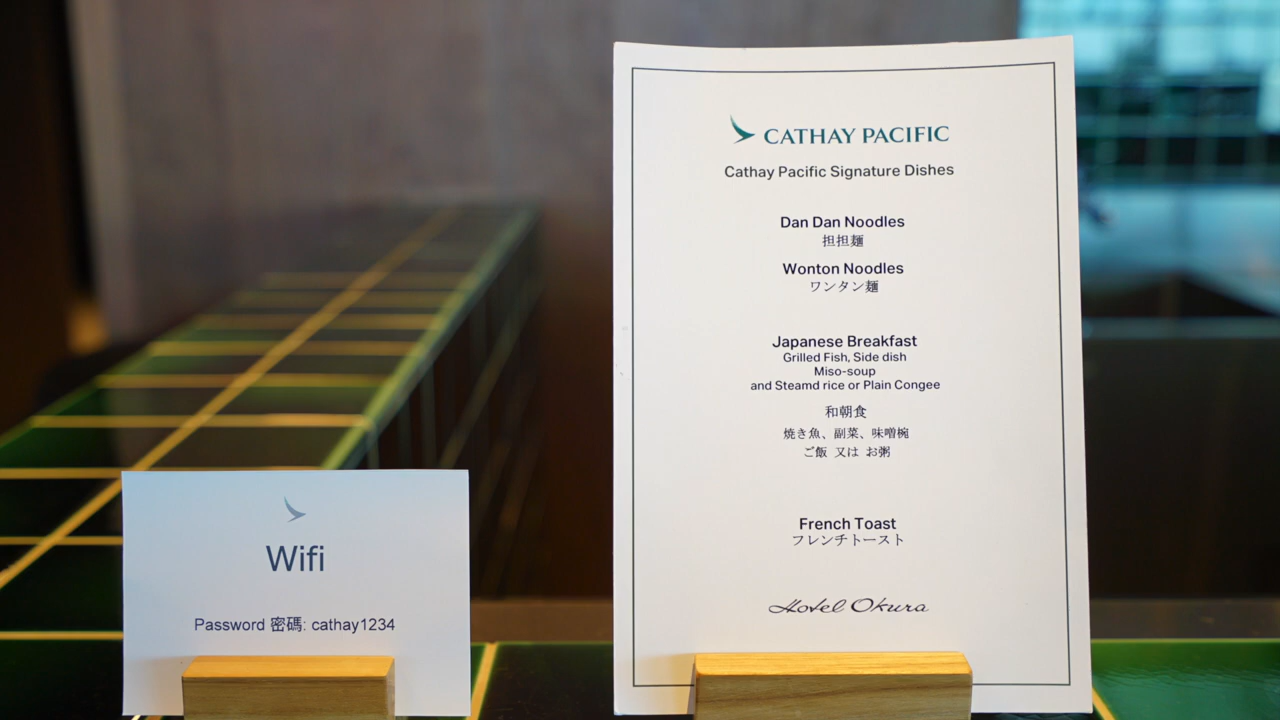 Wifi
Password 密碼: cathay1234
CATHAY PACIFIC
Cathay Pacific Signature Dishes
Dan Dan Noodles
担担麺
Wonton Noodles
ワンタン麺
Japanese Breakfast
Grilled Fish, Side dish
Miso-soup
and Steamd rice or Plain Congee
和朝食
焼き魚、副菜、味噌椀
ご飯 又は お粥
French Toast
フレンチトースト
Hotel Okura